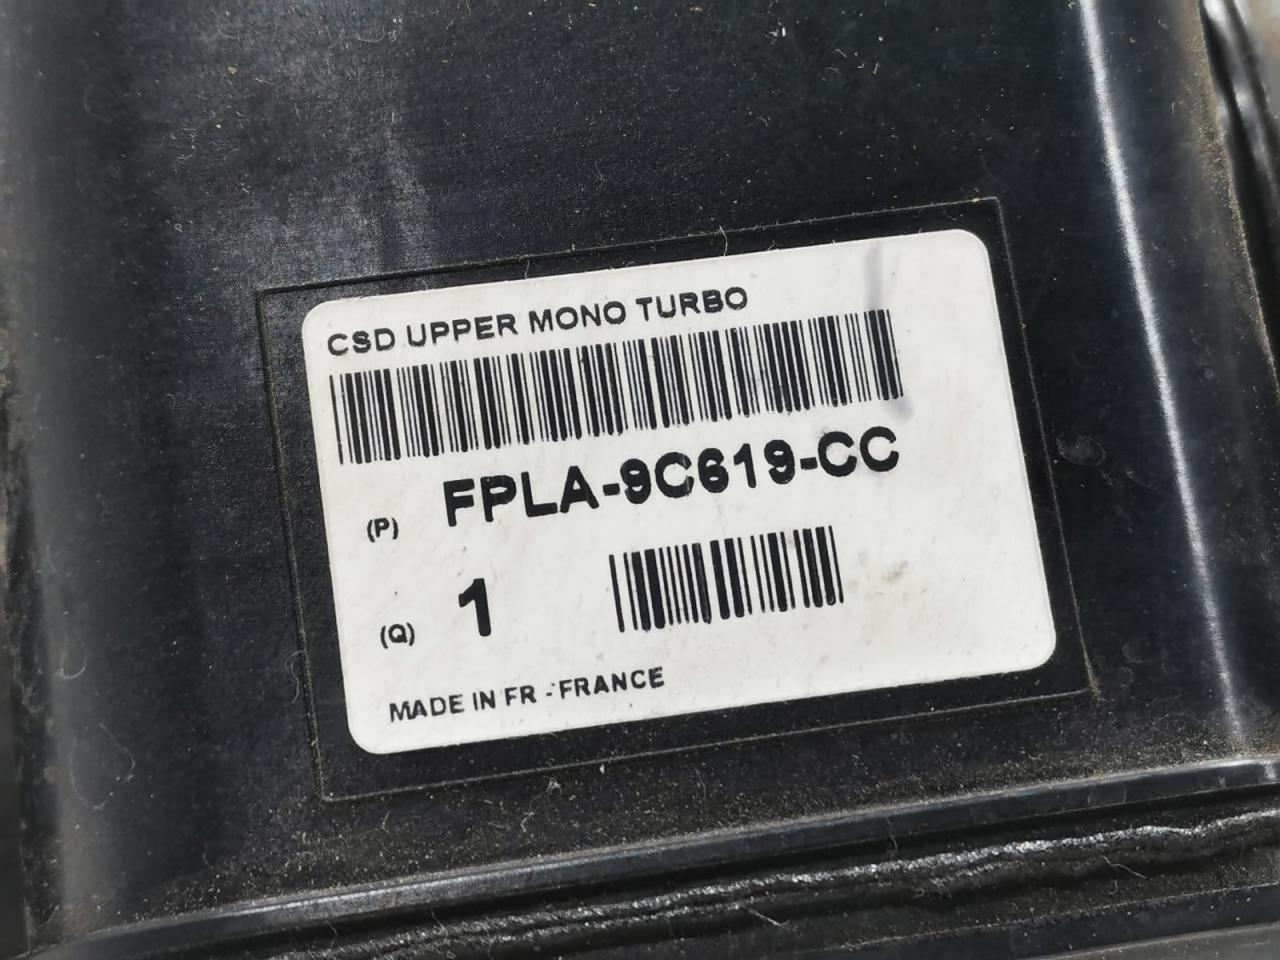 CSD UPPER MONO TURBO
(P) FPLA-9C619-CC
(Q) 1
MADE IN FR - FRANCE